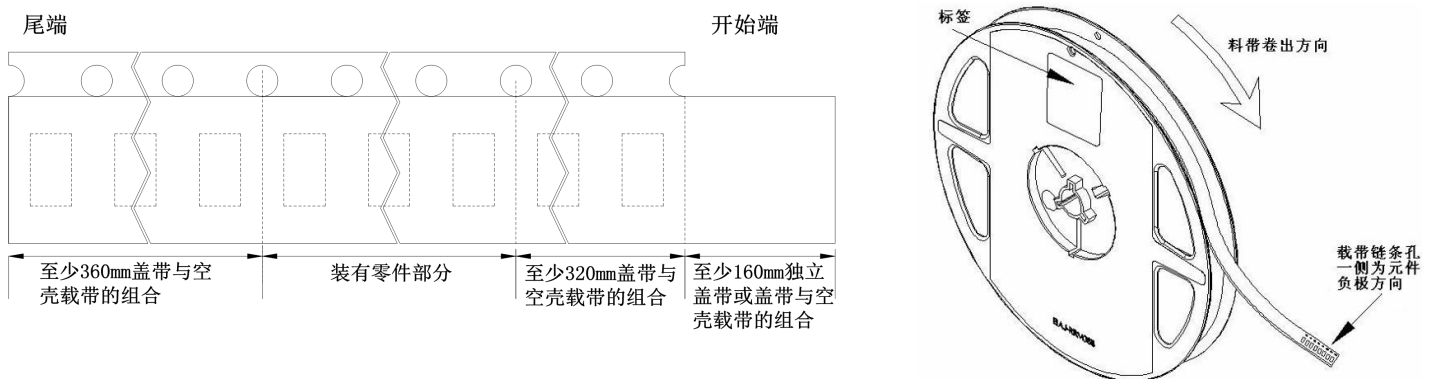 尾端
开始端
至少360mm盖带与空
壳载带的组合
装有零件部分
至少320mm盖带与
空壳载带的组合
至少160mm独立
盖带或盖带与空
壳载带的组合
标签
料带卷出方向
载带链条孔
一侧为元件
负极方向